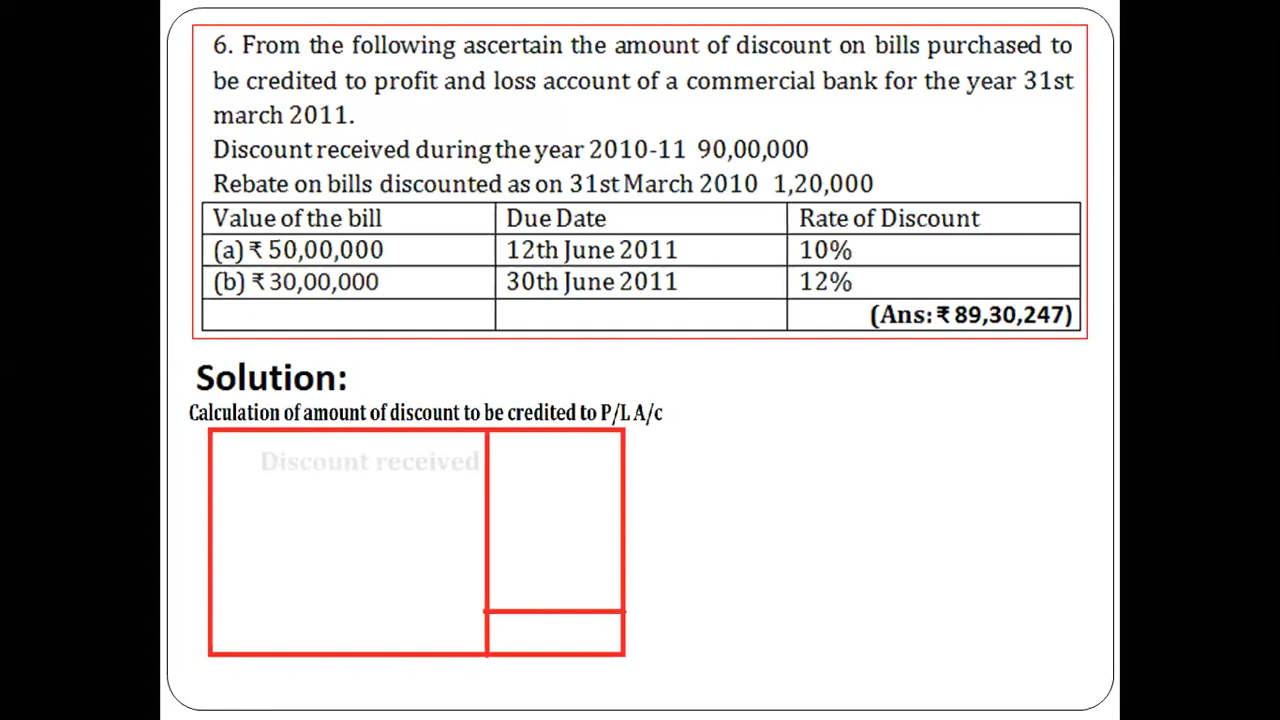 6. From the following ascertain the amount of discount on bills purchased to
be credited to profit and loss account of a commercial bank for the year 31st
march 2011.
Discount received during the year 2010-11 90,00,000
Rebate on bills discounted as on 31st March 2010 1,20,000
Value of the bill Due Date Rate of Discount
(a) ₹ 50,00,000 12th June 2011 10%
(b) ₹ 30,00,000 30th June 2011 12%
(Ans: ₹ 89,30,247)
Solution:
Calculation of amount of discount to be credited to P/L A/c
Discount received